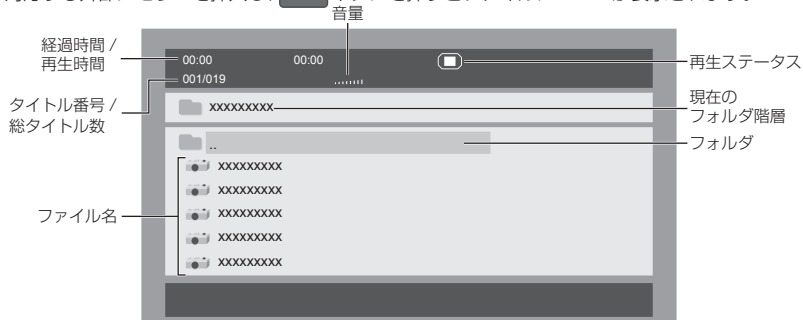 音量
経過時間 /
再生時間
00:00 00:00
再生ステータス
001/019
タイトル番号 /
総タイトル数
xxxxxxxxx
現在の
フォルダ階層
..
フォルダ
xxxxxxxxx
xxxxxxxxx
ファイル名
xxxxxxxxx
xxxxxxxxx
xxxxxxxxx